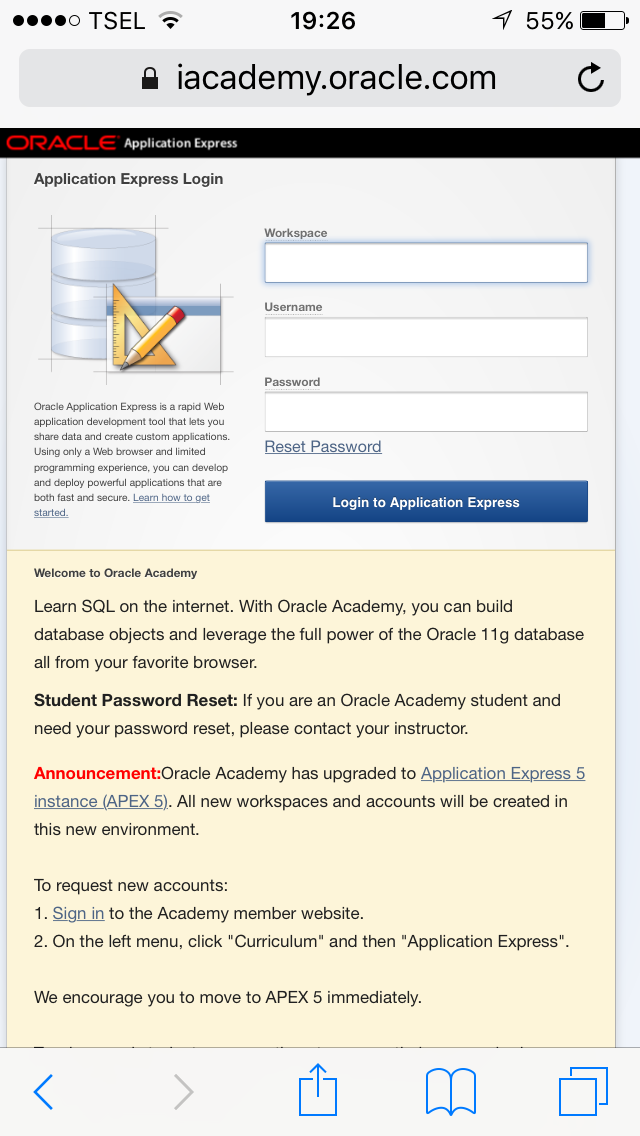 TSEL 19:26 55%
iacademy.oracle.com
ORACLE Application Express
Application Express Login
Workspace
Username
Password
Reset Password
Login to Application Express
Oracle Application Express is a rapid Web
application development tool that lets you
share data and create custom applications.
Using only a Web browser and limited
programming experience, you can develop
and deploy powerful applications that are
both fast and secure. Learn how to get
started.
Welcome to Oracle Academy
Learn SQL on the internet. With Oracle Academy, you can build
database objects and leverage the full power of the Oracle 11g database
all from your favorite browser.
Student Password Reset: If you are an Oracle Academy student and
need your password reset, please contact your instructor.
Announcement:Oracle Academy has upgraded to Application Express 5
instance (APEX 5). All new workspaces and accounts will be created in
this new environment.
To request new accounts:
1. Sign in to the Academy member website.
2. On the left menu, click "Curriculum" and then "Application Express".
We encourage you to move to APEX 5 immediately.